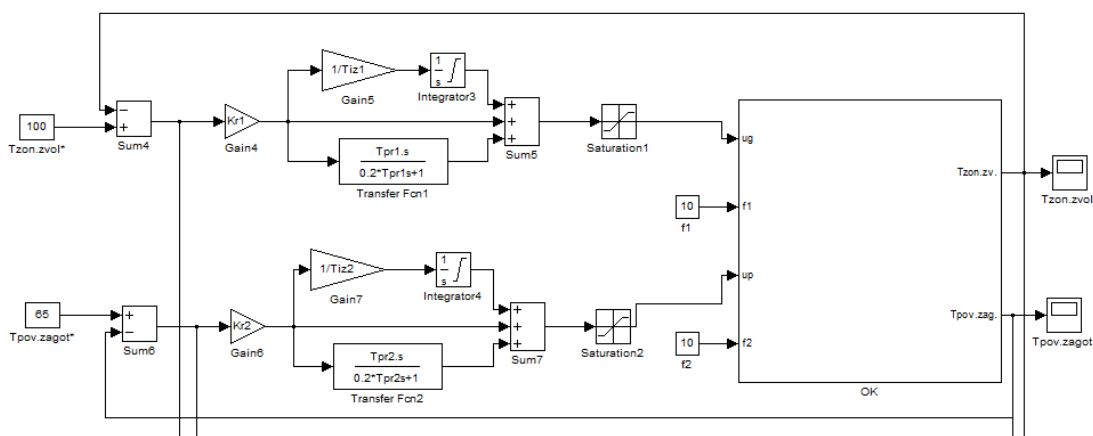 1/Tiz1
Gain5
1
s
Integrator3
100
Tzon.zvol*
−
+
Sum4
Kr1
Gain4
Tpr1.s
0.2*Tpr1s+1
Transfer Fcn1
+
+
+
Sum5
Saturation1
ug
10
f1
f1
Tzon.zv.
Tzon.zvol
65
Tpov.zagot*
+
−
Sum6
Kr2
Gain6
1/Tiz2
Gain7
1
s
Integrator4
Tpr2.s
0.2*Tpr2s+1
Transfer Fcn2
+
+
+
Sum7
Saturation2
up
10
f2
f2
Tpov.zag.
Tpov.zagot
OK